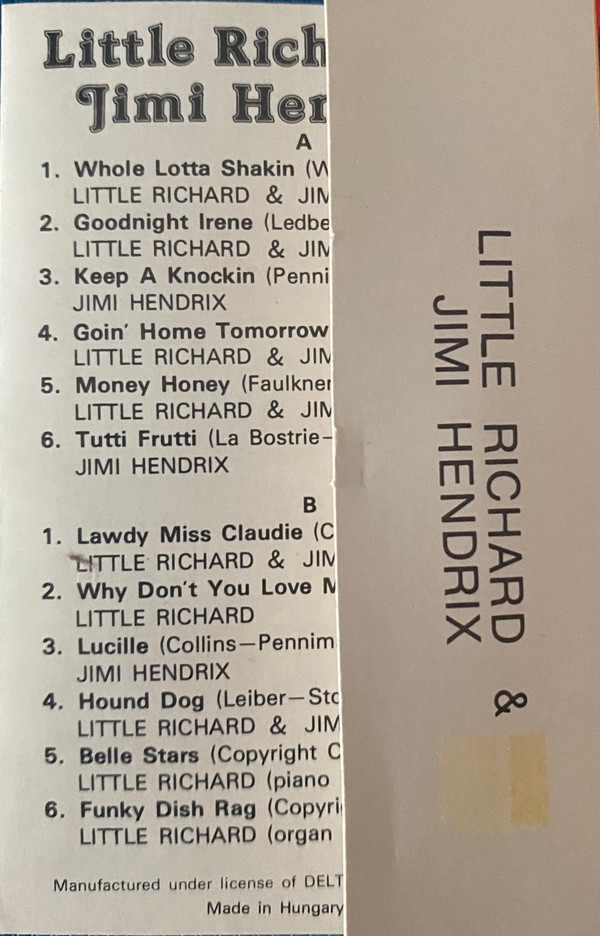 Little Rich
Jimi Her
A
1. Whole Lotta Shakin (W
LITTLE RICHARD & JIM
2. Goodnight Irene (Ledbe
LITTLE RICHARD & JIM
3. Keep A Knockin (Penni
JIMI HENDRIX
4. Goin' Home Tomorrow
LITTLE RICHARD & JIM
5. Money Honey (Faulkner
LITTLE RICHARD & JIM
6. Tutti Frutti (La Bostrie–
JIMI HENDRIX
B
1. Lawdy Miss Claudie (C
LITTLE RICHARD & JIM
2. Why Don't You Love M
LITTLE RICHARD
3. Lucille (Collins–Pennim
JIMI HENDRIX
4. Hound Dog (Leiber–Sto
LITTLE RICHARD & JIM
5. Belle Stars (Copyright C
LITTLE RICHARD (piano
6. Funky Dish Rag (Copyri
LITTLE RICHARD (organ
Manufactured under license of DELT
Made in Hungary
LITTLE RICHARD &
JIMI HENDRIX